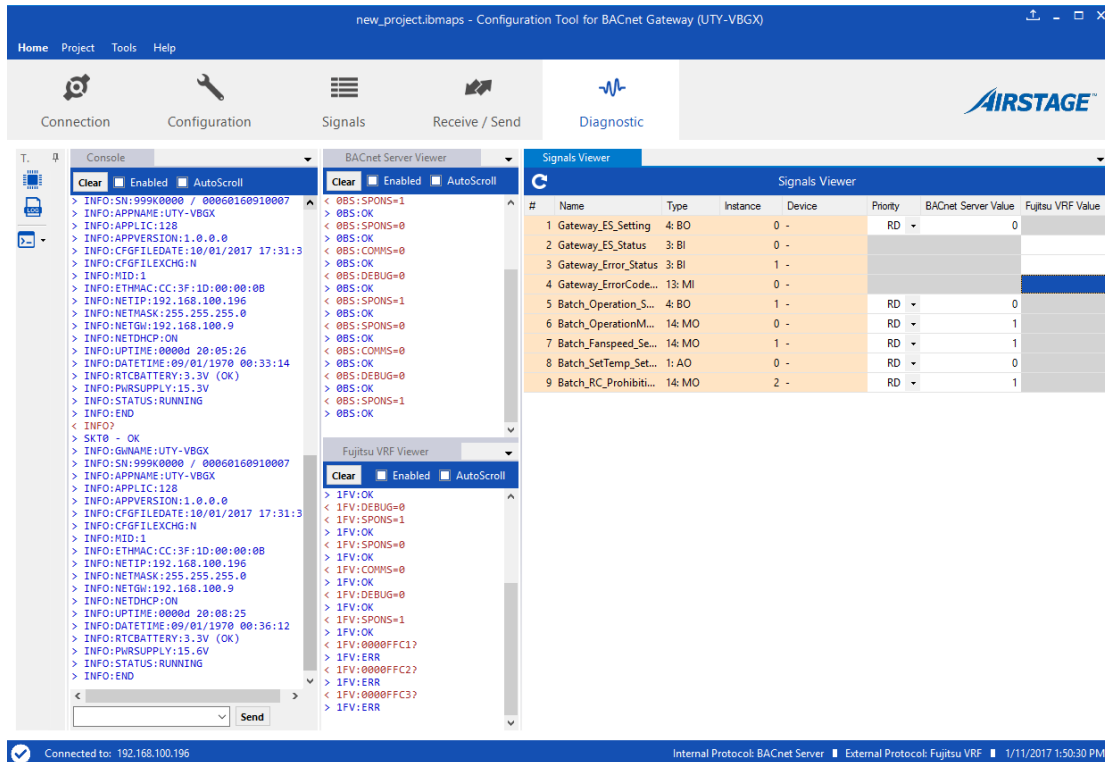 new_project.ibmaps - Configuration Tool for BACnet Gateway (UTY-VBGX)
Home Project Tools Help
Connection Configuration Signals Receive / Send Diagnostic
AIRSTAGE™
T.
Console
Clear Enabled AutoScroll
> INFO:SN:999K0000 / 00060160910007
> INFO:APPNAME:UTY-VBGX
> INFO:APPLIC:128
> INFO:APPVERSION:1.0.0.0
> INFO:CFGFILEDATE:10/01/2017 17:31:3
> INFO:CFGFILEXCHG:N
> INFO:MID:1
> INFO:ETHMAC:CC:3F:1D:00:00:0B
> INFO:NETIP:192.168.100.196
> INFO:NETMASK:255.255.255.0
> INFO:NETGW:192.168.100.9
> INFO:NETDHCP:ON
> INFO:UPTIME:0000d 20:05:26
> INFO:DATETIME:09/01/1970 00:33:14
> INFO:RTCBATTERY:3.3V (OK)
> INFO:PWRSUPPLY:15.3V
> INFO:STATUS:RUNNING
> INFO:END
< INFO?
> SKT0 - OK
> INFO:GWNAME:UTY-VBGX
> INFO:SN:999K0000 / 00060160910007
> INFO:APPNAME:UTY-VBGX
> INFO:APPLIC:128
> INFO:APPVERSION:1.0.0.0
> INFO:CFGFILEDATE:10/01/2017 17:31:3
> INFO:CFGFILEXCHG:N
> INFO:MID:1
> INFO:ETHMAC:CC:3F:1D:00:00:0B
> INFO:NETIP:192.168.100.196
> INFO:NETMASK:255.255.255.0
> INFO:NETGW:192.168.100.9
> INFO:NETDHCP:ON
> INFO:UPTIME:0000d 20:08:25
> INFO:DATETIME:09/01/1970 00:36:12
> INFO:RTCBATTERY:3.3V (OK)
> INFO:PWRSUPPLY:15.6V
> INFO:STATUS:RUNNING
> INFO:END
Send
BACnet Server Viewer
Clear Enabled AutoScroll
< 0BS:SPONS=1
> 0BS:OK
< 0BS:SPONS=0
> 0BS:OK
< 0BS:COMMS=0
> 0BS:OK
< 0BS:DEBUG=0
> 0BS:OK
< 0BS:SPONS=1
> 0BS:OK
< 0BS:SPONS=0
> 0BS:OK
< 0BS:COMMS=0
> 0BS:OK
< 0BS:DEBUG=0
> 0BS:OK
< 0BS:SPONS=1
> 0BS:OK
Fujitsu VRF Viewer
Clear Enabled AutoScroll
> 1FV:OK
< 1FV:DEBUG=0
< 1FV:SPONS=1
> 1FV:OK
< 1FV:SPONS=0
> 1FV:OK
< 1FV:COMMS=0
> 1FV:OK
< 1FV:DEBUG=0
> 1FV:OK
< 1FV:SPONS=1
> 1FV:OK
< 1FV:0000FFC1?
> 1FV:ERR
< 1FV:0000FFC2?
> 1FV:ERR
< 1FV:0000FFC3?
> 1FV:ERR
Signals Viewer
Signals Viewer
# Name Type Instance Device Priority BACnet Server Value Fujitsu VRF Value
1 Gateway_ES_Setting 4: BO 0 - RD 0
2 Gateway_ES_Status 3: BI 0 -
3 Gateway_Error_Status 3: BI 1 -
4 Gateway_ErrorCode... 13: MI 0 -
5 Batch_Operation_S... 4: BO 1 - RD 0
6 Batch_OperationM... 14: MO 0 - RD 1
7 Batch_Fanspeed_Se... 14: MO 1 - RD 1
8 Batch_SetTemp_Set... 1: AO 0 - RD 0
9 Batch_RC_Prohibiti... 14: MO 2 - RD 1
LOG
Connected to: 192.168.100.196
Internal Protocol: BACnet Server External Protocol: Fujitsu VRF 1/11/2017 1:50:30 PM